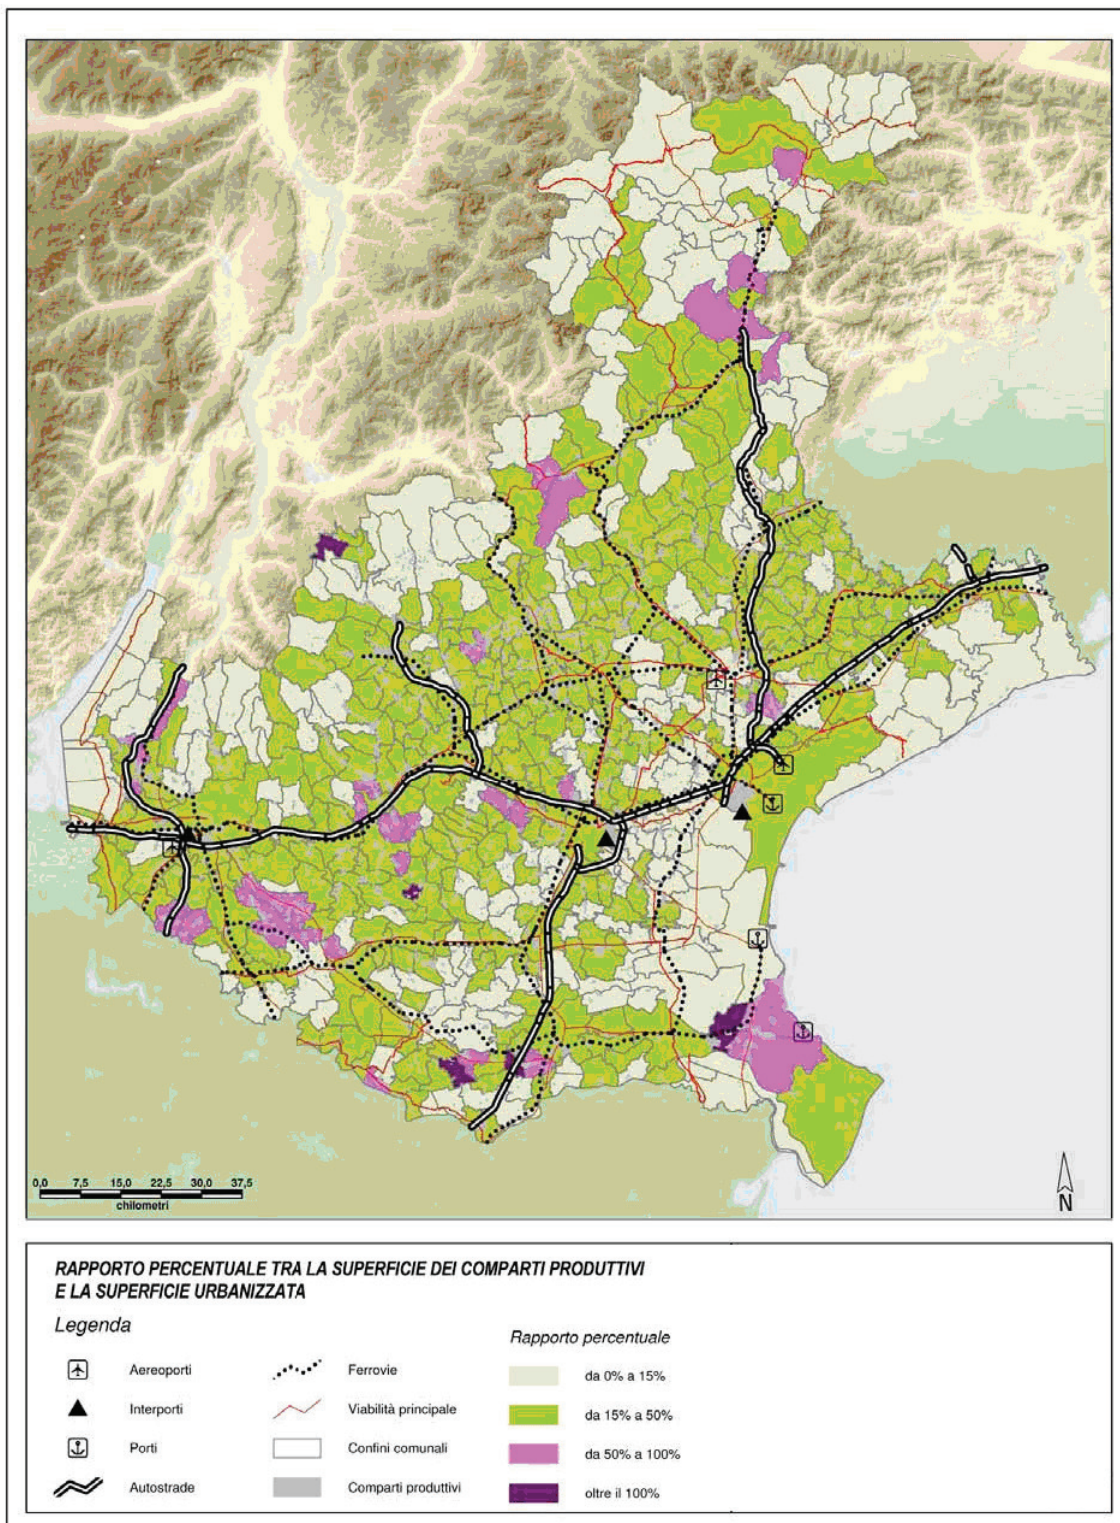 0,0 7,5 15,0 22,5 30,0 37,5
chilometri
N
RAPPORTO PERCENTUALE TRA LA SUPERFICIE DEI COMPARTI PRODUTTIVI
E LA SUPERFICIE URBANIZZATA
Legenda
Aereoporti
Interporti
Porti
Autostrade
Ferrovie
Viabilità principale
Confini comunali
Comparti produttivi
Rapporto percentuale
da 0% a 15%
da 15% a 50%
da 50% a 100%
oltre il 100%